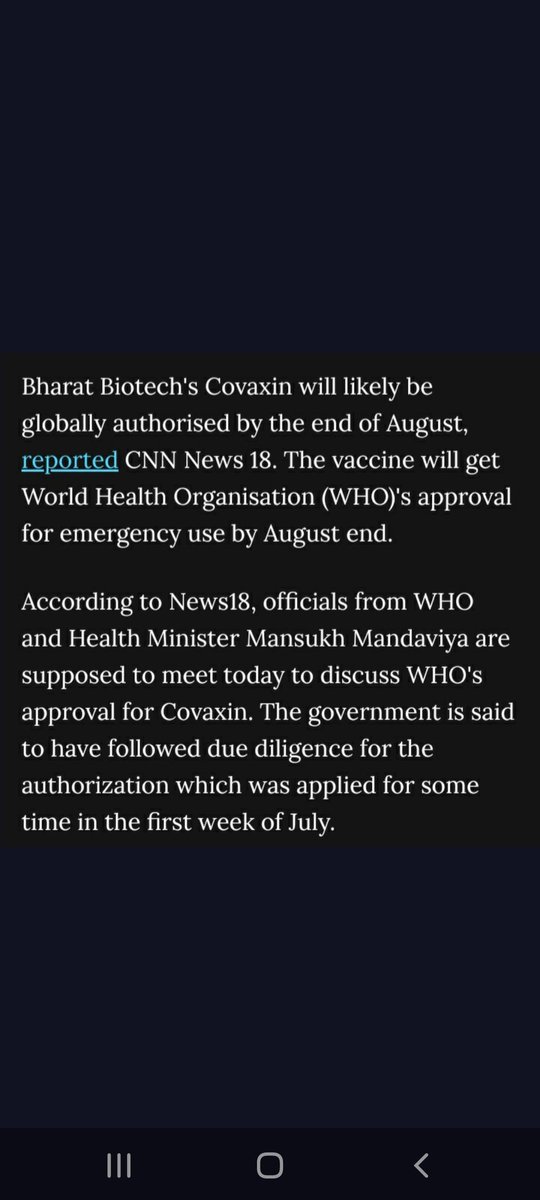 Bharat Biotech's Covaxin will likely be
globally authorised by the end of August,
reported CNN News 18. The vaccine will get
World Health Organisation (WHO)'s approval
for emergency use by August end.
According to News18, officials from WHO
and Health Minister Mansukh Mandaviya are
supposed to meet today to discuss WHO's
approval for Covaxin. The government is said
to have followed due diligence for the
authorization which was applied for some
time in the first week of July.